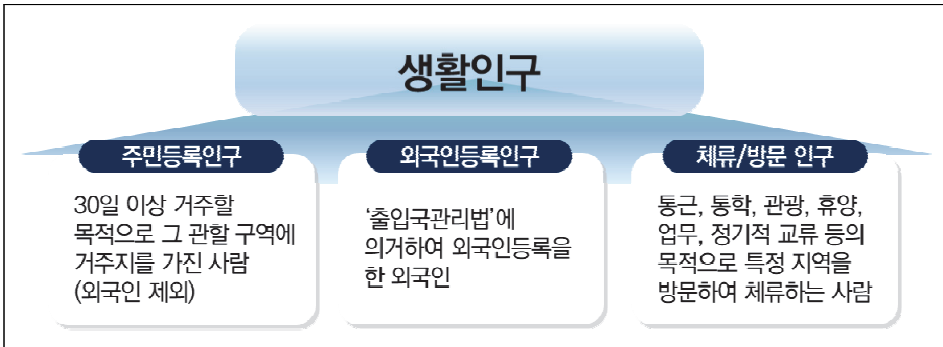 생활인구
주민등록인구
30일 이상 거주할
목적으로 그 관할 구역에
거주지를 가진 사람
(외국인 제외)
외국인등록인구
‘출입국관리법’에
의거하여 외국인등록을
한 외국인
체류/방문 인구
통근, 통학, 관광, 휴양,
업무, 정기적 교류 등의
목적으로 특정 지역을
방문하여 체류하는 사람